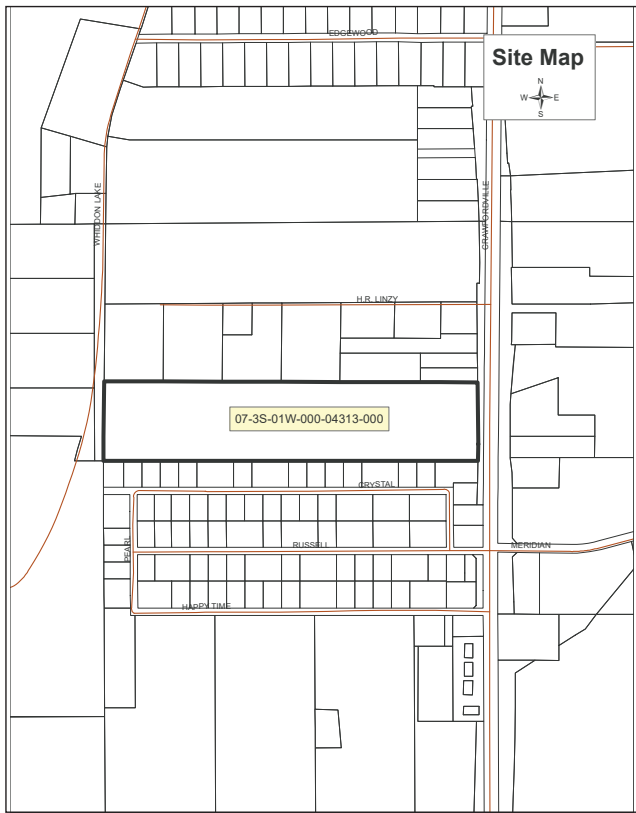 EDGEWOOD
Site Map
N
W E
S
WHIDDON LAKE
CRAWFORDVILLE
H.R. LINZY
07-3S-01W-000-04313-000
CRYSTAL
PEARL
RUSSELL
MERIDIAN
HAPPY TIME